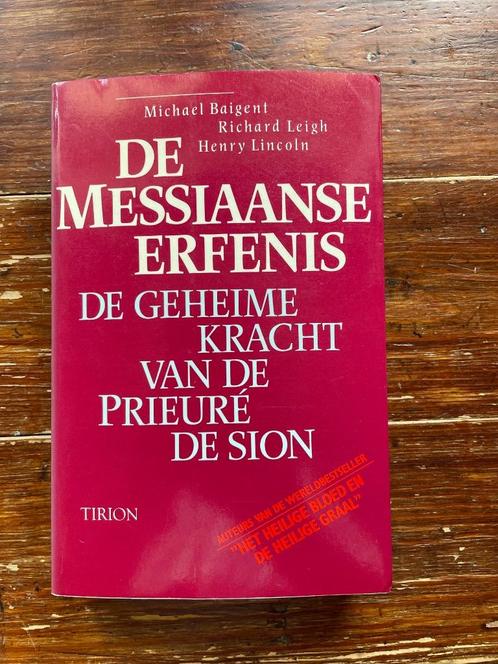 Michael Baigent
Richard Leigh
Henry Lincoln
DE
MESSIAANSE
ERFENIS
DE GEHEIME
KRACHT
VAN DE
PRIEURÉ
DE SION
AUTEURS VAN DE WERELDBESTSELLER
"HET HEILIGE BLOED EN
DE HEILIGE GRAAL"
TIRION